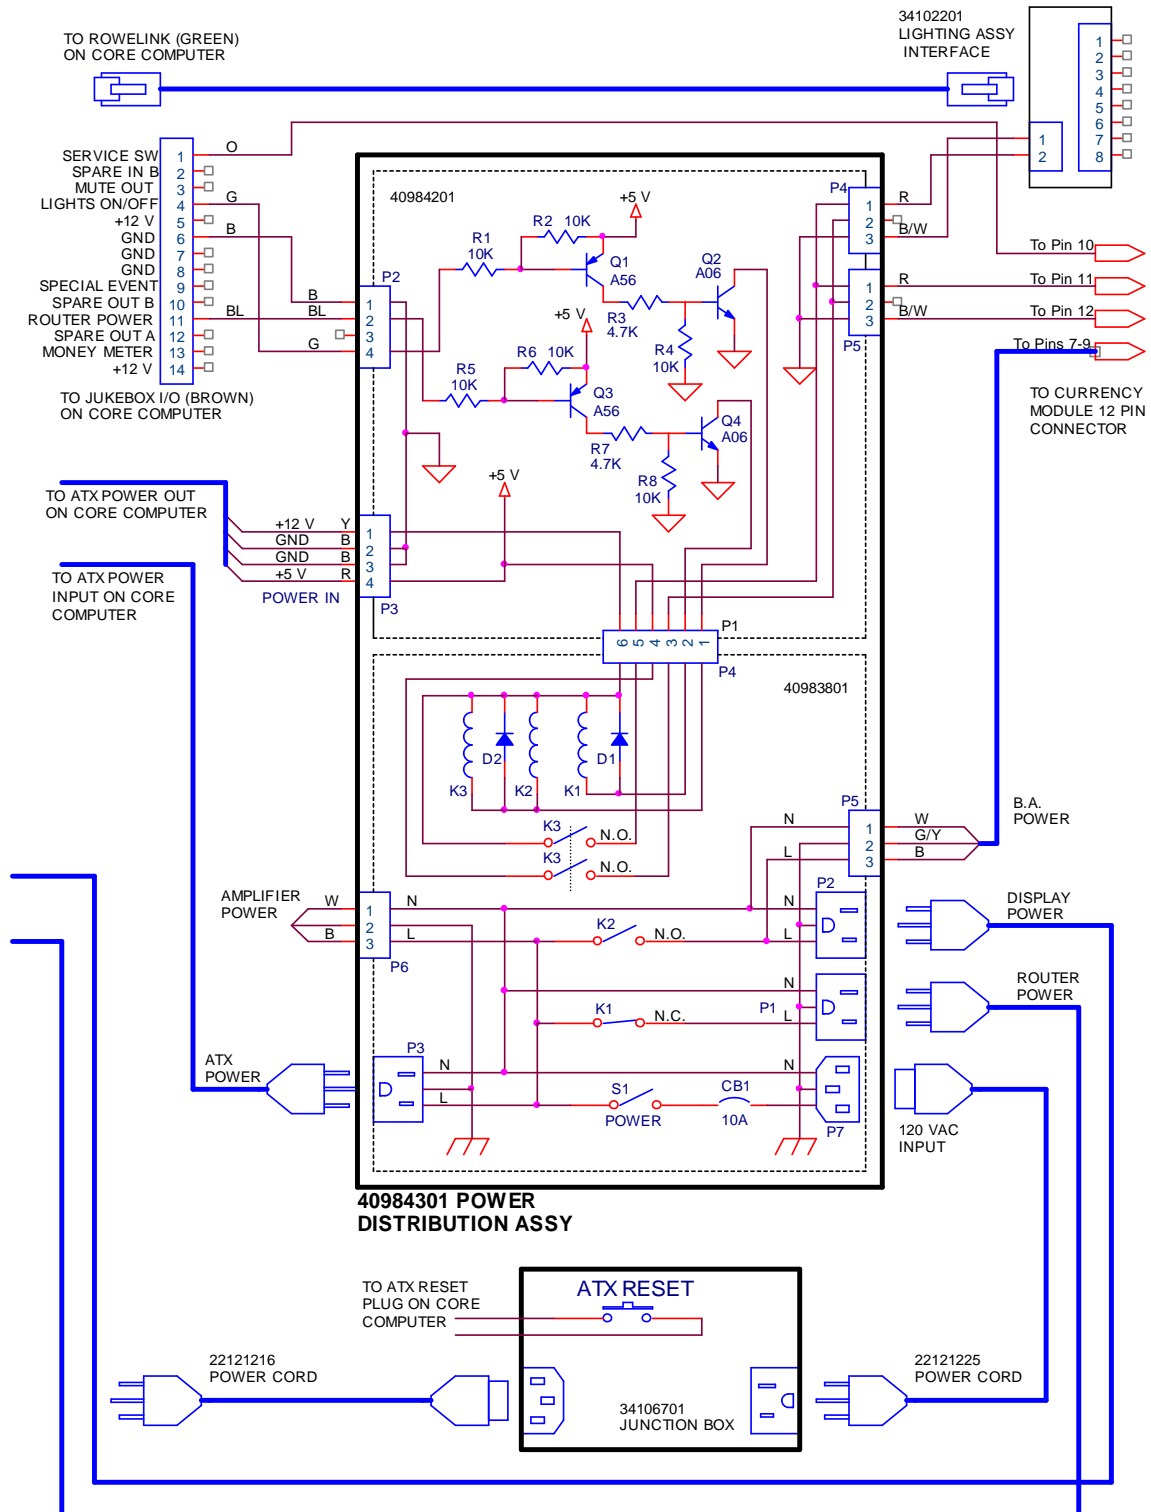 TO ROWELINK (GREEN)
ON CORE COMPUTER
34102201
LIGHTING ASSY
INTERFACE
1
2
3
4
5
6
7
8
1
2
SERVICE SW 1 O
SPARE IN B 2
MUTE OUT 3
LIGHTS ON/OFF 4 G
+12 V 5
GND 6 B
GND 7
GND 8
SPECIAL EVENT 9
SPARE OUT B 10
ROUTER POWER 11 BL
SPARE OUT A 12
MONEY METER 13
+12 V 14
TO JUKEBOX I/O (BROWN)
ON CORE COMPUTER
40984201
P2
B 1
BL 2
3
G 4
R1
10K
R2 10K
+5 V
Q1
A56
Q2
A06
R3
4.7K
R4
10K
+5 V
R5
10K
R6 10K
Q3
A56
Q4
A06
R7
4.7K
R8
10K
+5 V
P4
1 R
2
3 B/W
1 R
2
3 B/W
P5
To Pin 10
To Pin 11
To Pin 12
To Pins 7-9
TO CURRENCY
MODULE 12 PIN
CONNECTOR
TO ATX POWER OUT
ON CORE COMPUTER
+12 V Y 1
GND B 2
GND B 3
+5 V R 4
POWER IN
P3
TO ATX POWER
INPUT ON CORE
COMPUTER
P1
6 5 4 3 2 1
P4
40983801
D2
D1
K3
K2
K1
K3
N.O.
K3
N.O.
P5
N 1 W
2 G/Y
L 3 B
B.A.
POWER
AMPLIFIER
POWER
W 1 N
2 L
B 3
P6
K2
N.O.
P2
N
L
D
DISPLAY
POWER
K1
N.C.
P1
N
L
D
ROUTER
POWER
ATX
POWER
P3
D
N
L
S1
POWER
CB1
10A
N
P7
120 VAC
INPUT
40984301 POWER
DISTRIBUTION ASSY
TO ATX RESET
PLUG ON CORE
COMPUTER
ATX RESET
22121216
POWER CORD
34106701
JUNCTION BOX
22121225
POWER CORD